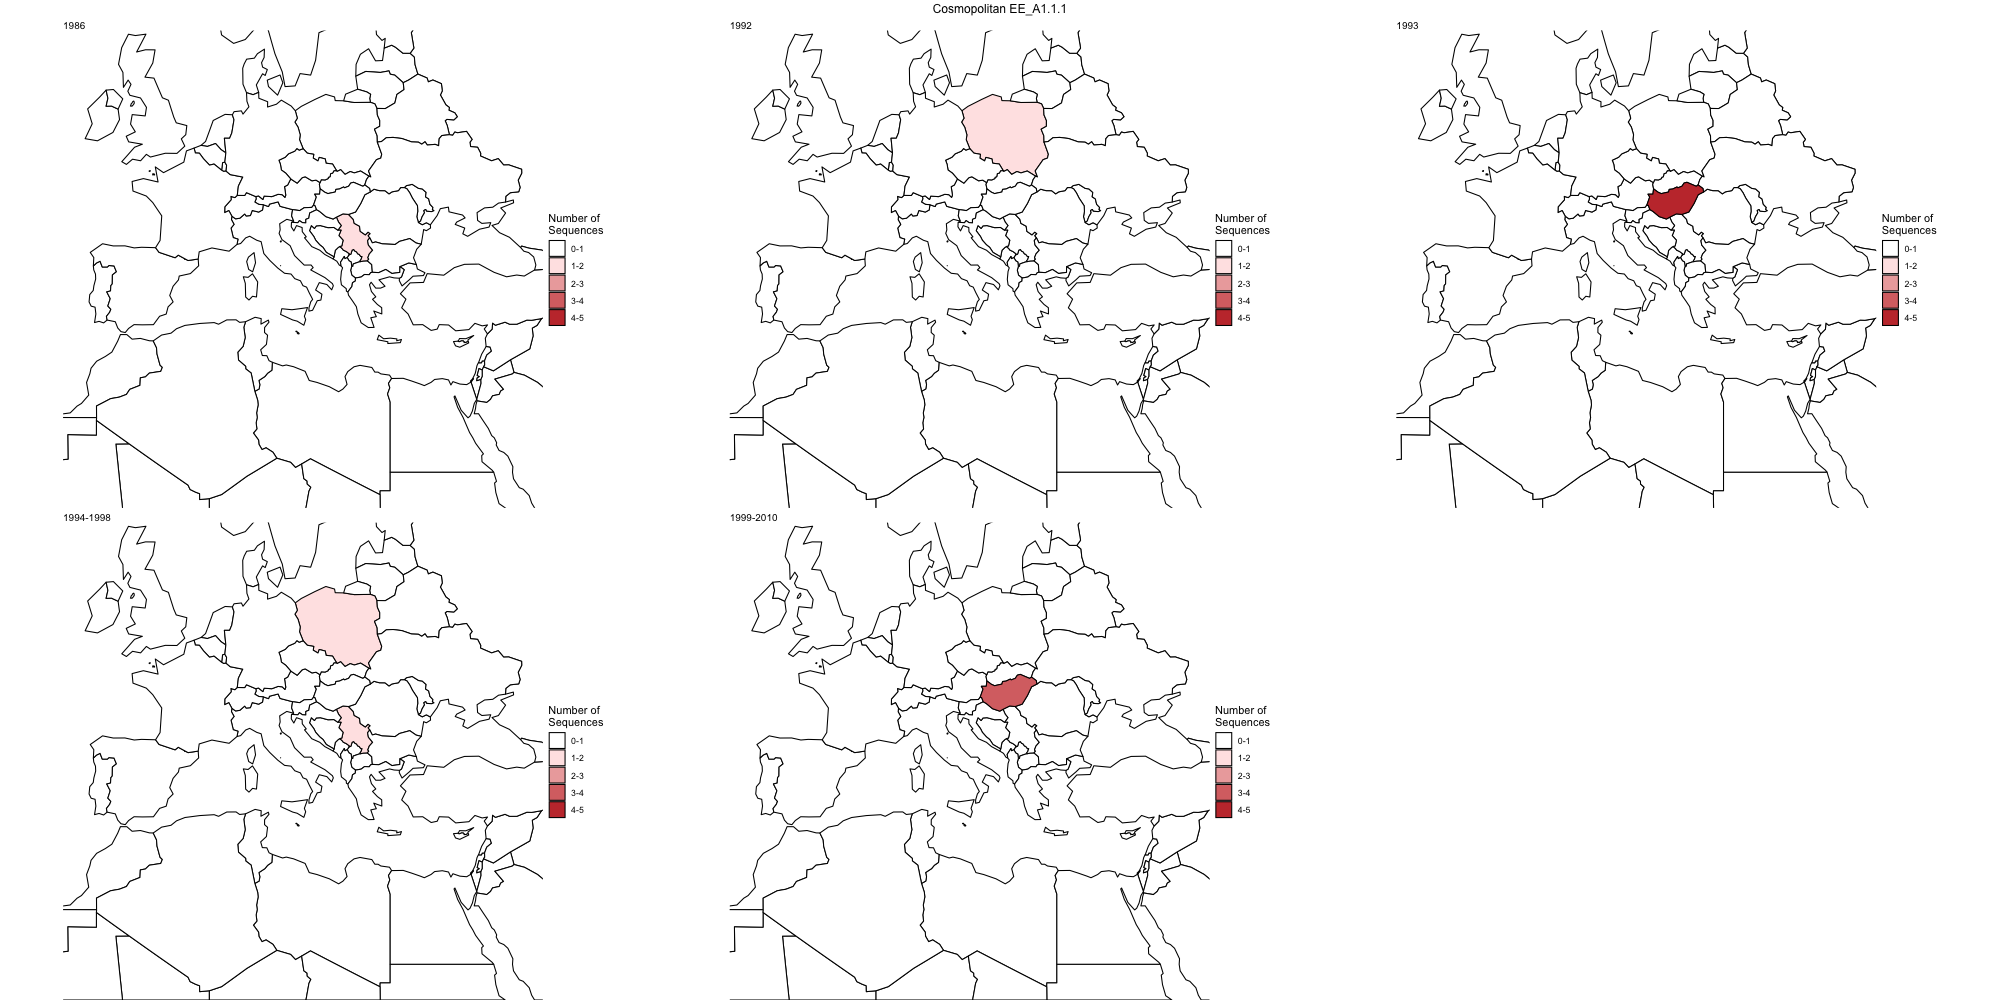 Cosmopolitan EE_A1.1.1
1986
Number of
Sequences
0-1
1-2
2-3
3-4
4-5
1992
Number of
Sequences
0-1
1-2
2-3
3-4
4-5
1993
Number of
Sequences
0-1
1-2
2-3
3-4
4-5
1994-1998
Number of
Sequences
0-1
1-2
2-3
3-4
4-5
1999-2010
Number of
Sequences
0-1
1-2
2-3
3-4
4-5